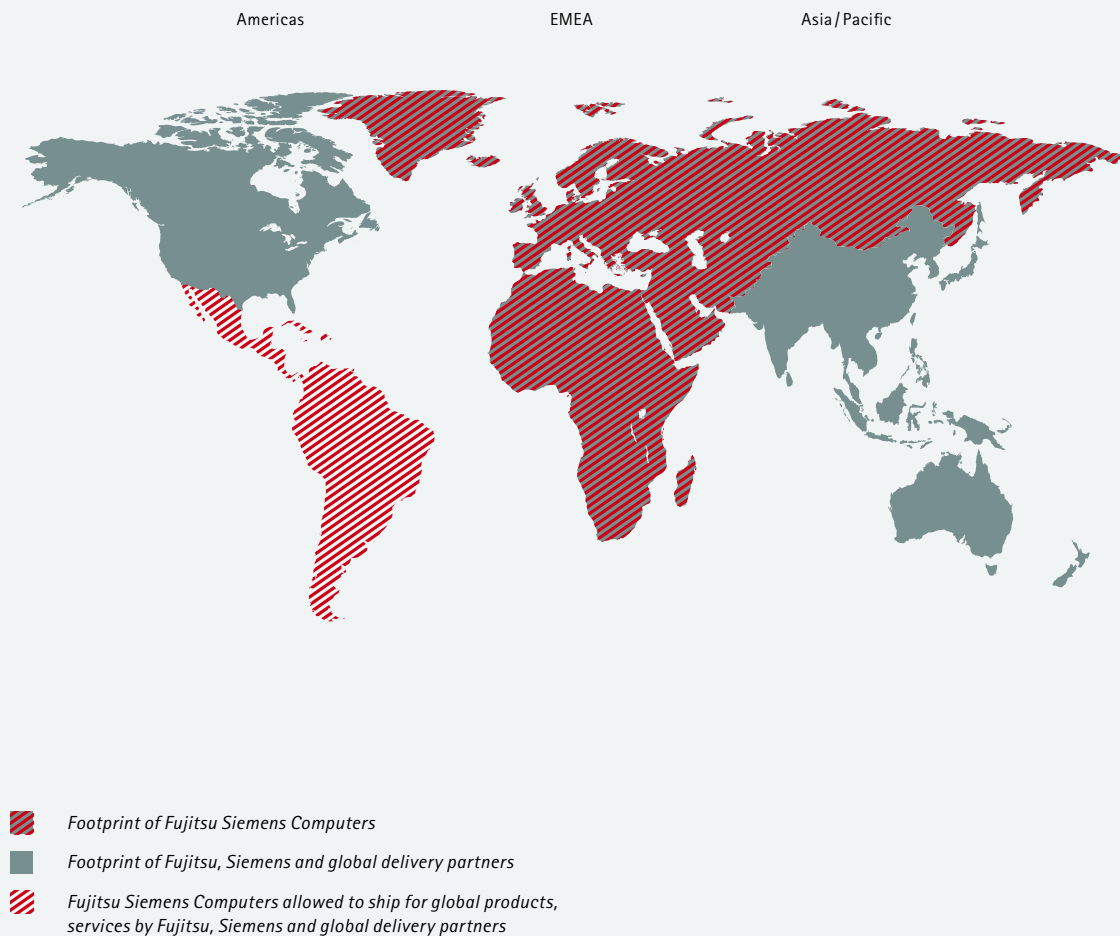 Americas
EMEA
Asia / Pacific
Footprint of Fujitsu Siemens Computers
Footprint of Fujitsu, Siemens and global delivery partners
Fujitsu Siemens Computers allowed to ship for global products,
services by Fujitsu, Siemens and global delivery partners